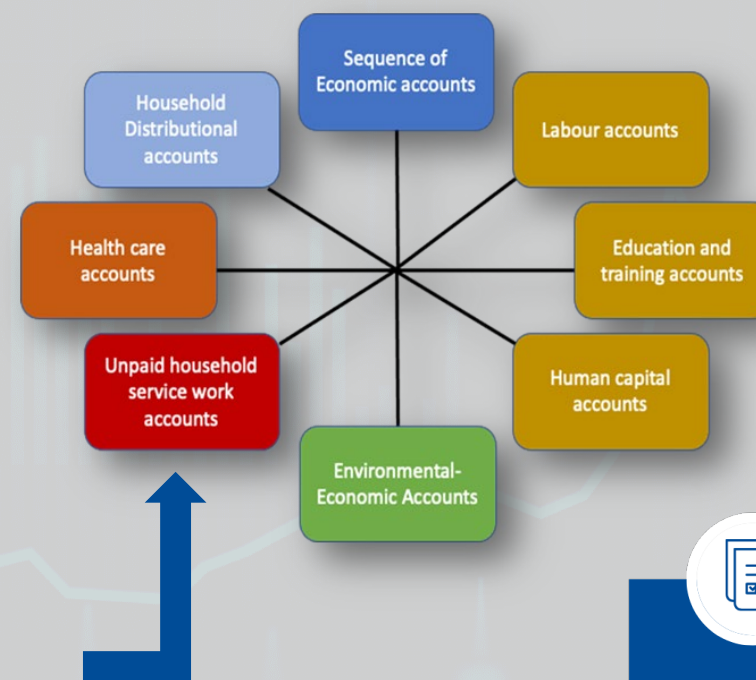 Sequence of
Economic accounts
Household
Distributional
accounts
Labour accounts
Health care
accounts
Education and
training accounts
Unpaid household
service work
accounts
Human capital
accounts
Environmental-
Economic Accounts